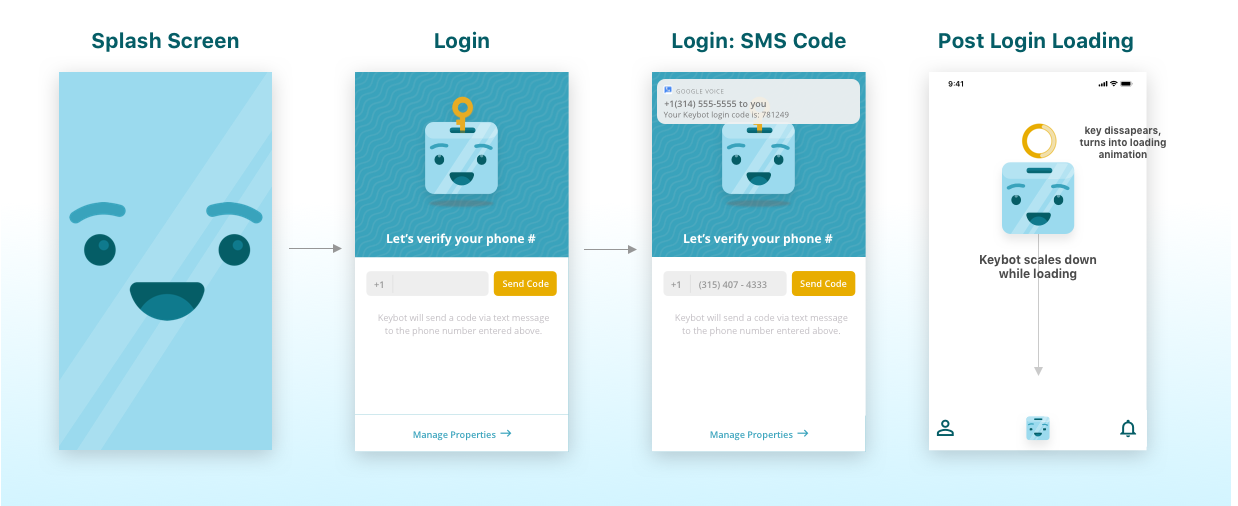 Splash Screen
Login
Let's verify your phone #
+1
Send Code
Keybot will send a code via text message
to the phone number entered above.
Manage Properties →
Login: SMS Code
GOOGLE VOICE
+1(314) 555-5555 to you
Your Keybot login code is: 781249
Let's verify your phone #
+1
(315) 407 - 4333
Send Code
Keybot will send a code via text message
to the phone number entered above.
Manage Properties →
Post Login Loading
9:41
key dissapears,
turns into loading
animation
Keybot scales down
while loading